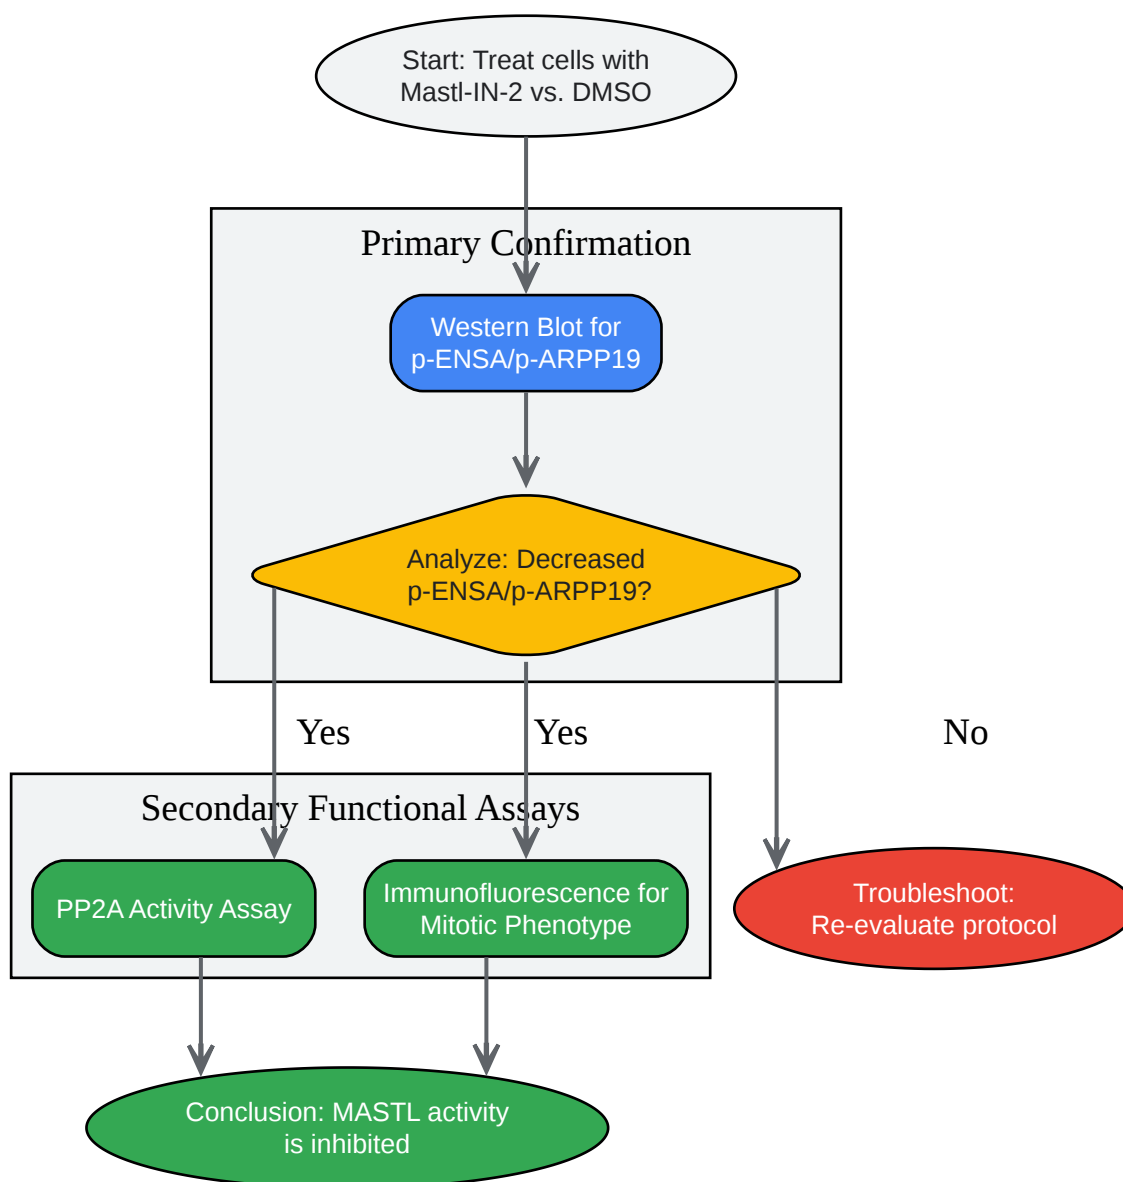 Start: Treat cells with
Mastl-IN-2 vs. DMSO
Primary Confirmation
Western Blot for
p-ENSA/p-ARPP19
Analyze: Decreased
p-ENSA/p-ARPP19?
Yes
Yes
No
Secondary Functional Assays
PP2A Activity Assay
Immunofluorescence for
Mitotic Phenotype
Troubleshoot:
Re-evaluate protocol
Conclusion: MASTL activity
is inhibited